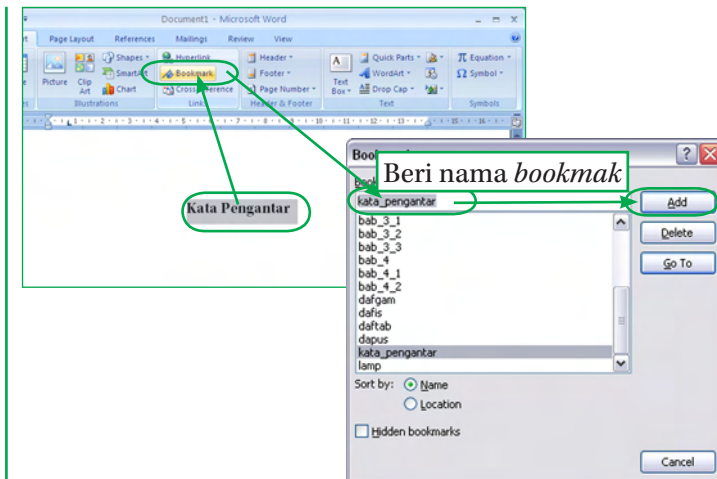 Document1 - Microsoft Word
Page Layout References Mailings Review View
Picture Clip Art Shapes SmartArt Chart
Illustrations
Hyperlink
Bookmark
Header
Footer
Page Number
Header & Footer
Text Box Quick Parts WordArt Drop Cap
Text
Equation
Symbol
Symbols
Kata Pengantar
Beri nama bookmak
kata_pengantar
Add
bab_3_1
bab_3_2
bab_3_3
bab_4
bab_4_1
bab_4_2
dafgam
dafis
daftab
dapus
kata_pengantar
lamp
Delete
Go To
Sort by: Name
Location
Hidden bookmarks
Cancel